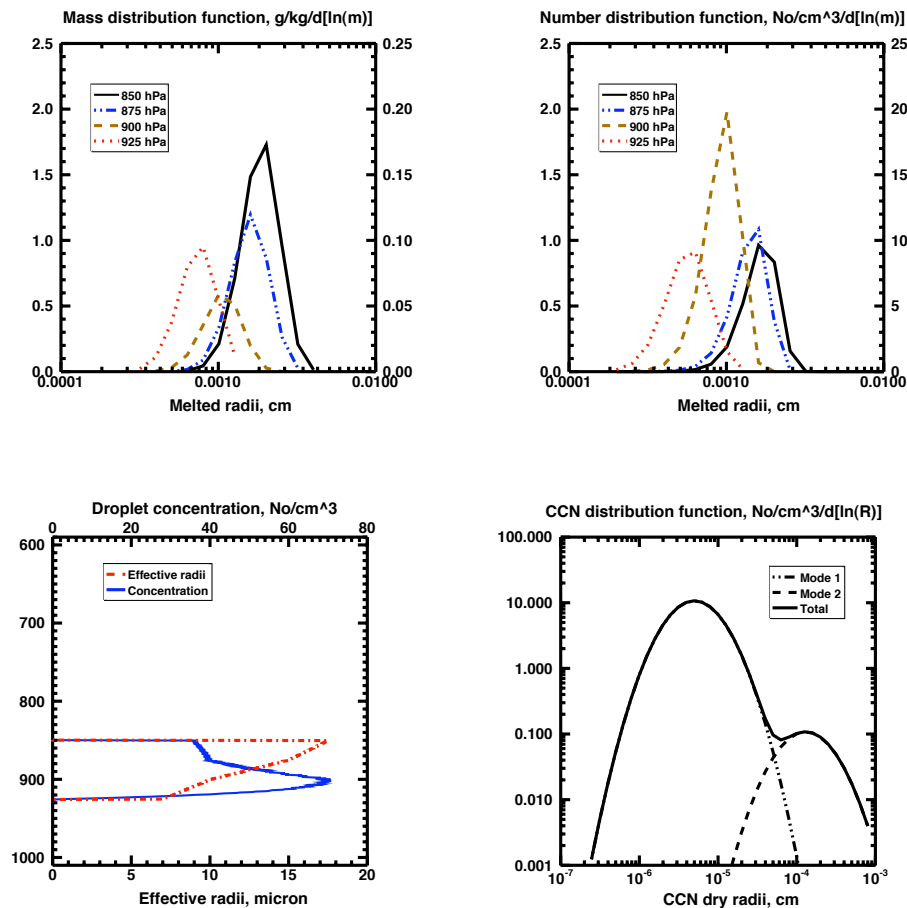 Mass distribution function, g/kg/d[ln(m)]
2.5
2.0
1.5
1.0
0.5
0.0
0.25
0.20
0.15
0.10
0.05
0.00
850 hPa
875 hPa
900 hPa
925 hPa
0.0001
0.0010
0.0100
Melted radii, cm
Number distribution function, No/cm^3/d[ln(m)]
2.5
2.0
1.5
1.0
0.5
0.0
25
20
15
10
5
0
850 hPa
875 hPa
900 hPa
925 hPa
0.0001
0.0010
0.0100
Melted radii, cm
Droplet concentration, No/cm^3
0 20 40 60 80
600
700
800
900
1000
Effective radii
Concentration
0 5 10 15 20
Effective radii, micron
CCN distribution function, No/cm^3/d[ln(R)]
100.000
10.000
1.000
0.100
0.010
0.001
Mode 1
Mode 2
Total
10^-7 10^-6 10^-5 10^-4 10^-3
CCN dry radii, cm